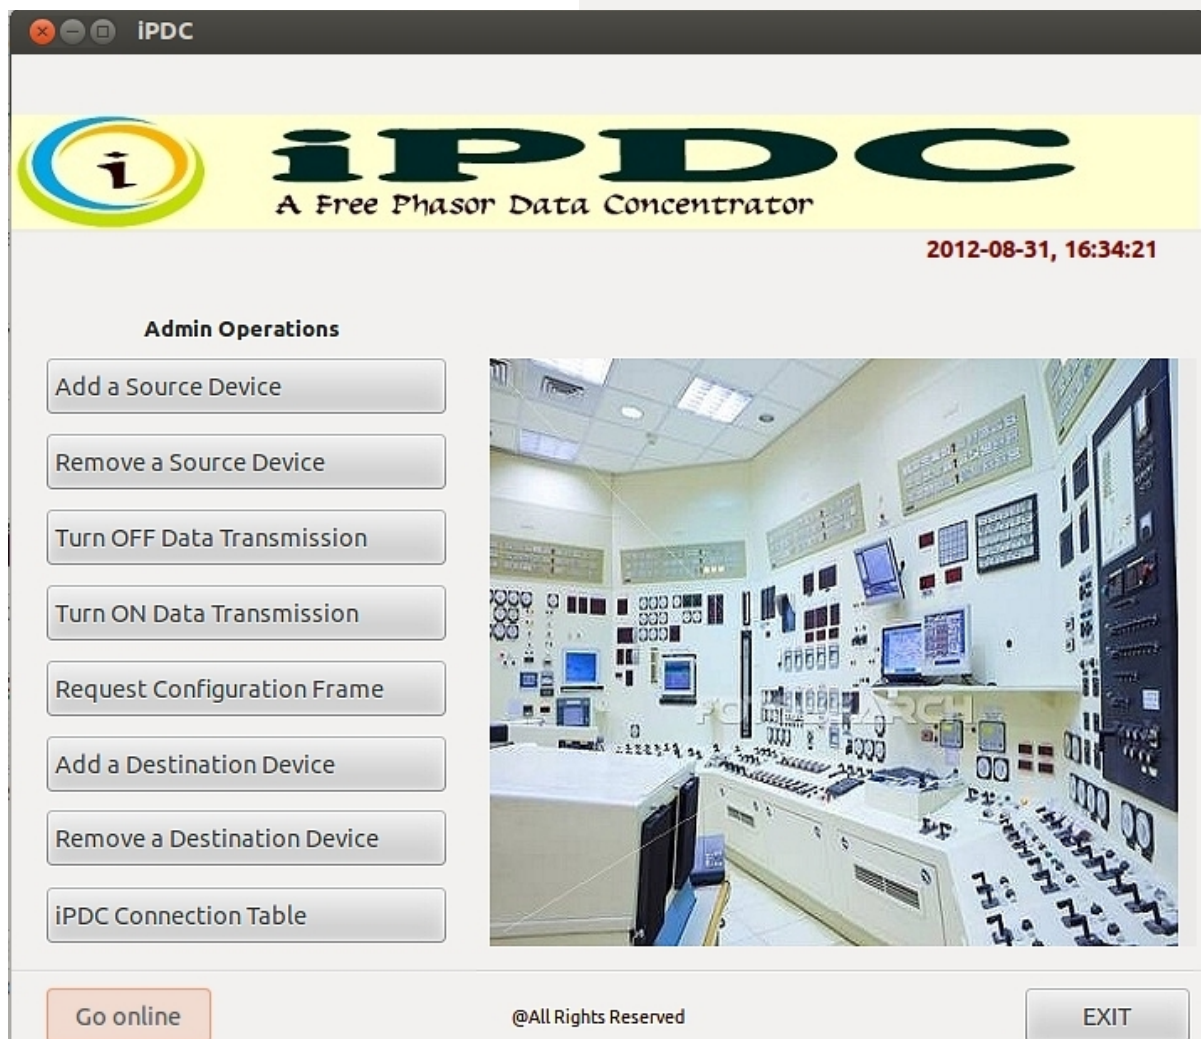 iPDC
i
iPDC
A Free Phasor Data Concentrator
2012-08-31, 16:34:21
Admin Operations
Add a Source Device
Remove a Source Device
Turn OFF Data Transmission
Turn ON Data Transmission
Request Configuration Frame
Add a Destination Device
Remove a Destination Device
iPDC Connection Table
FOTOSEARCH
Go online
@All Rights Reserved
EXIT